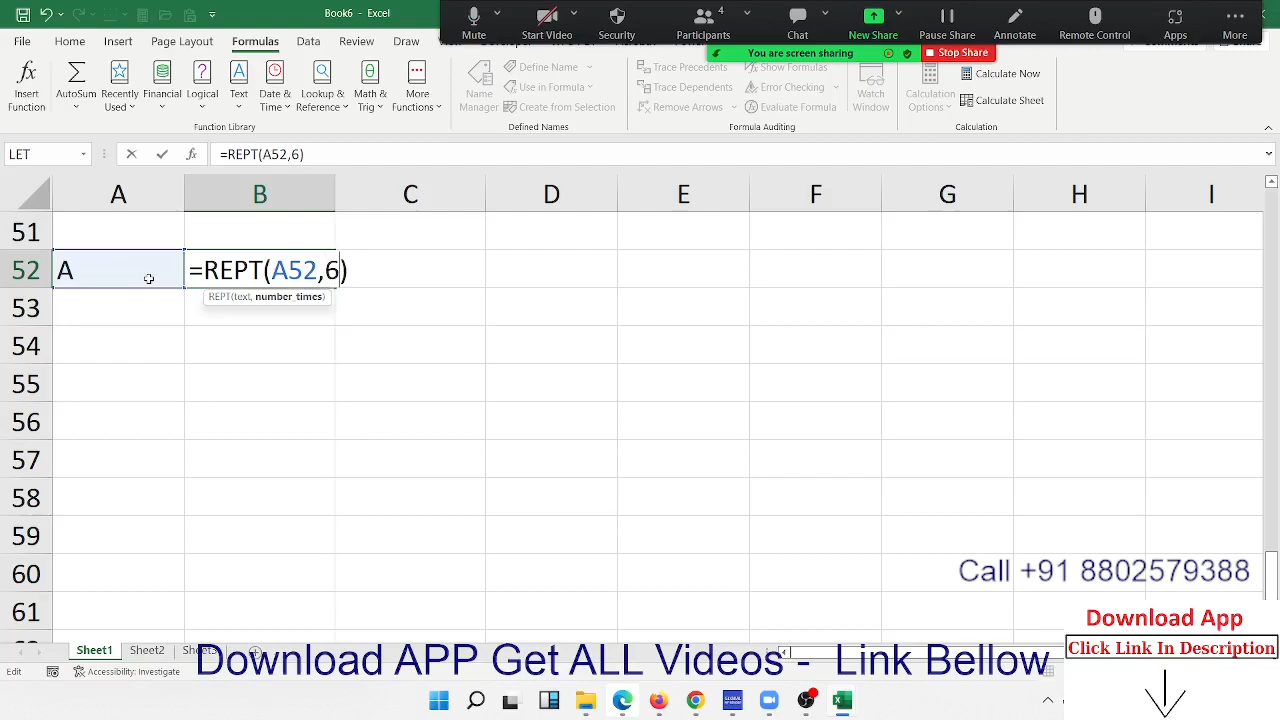 Book6 - Excel
Mute
Start Video
Security
4
Participants
Chat
New Share
Pause Share
Annotate
Remote Control
Apps
More
You are screen sharing
Stop Share
File
Home
Insert
Page Layout
Formulas
Data
Review
Draw
Insert
Function
AutoSum
Recently
Used
Financial
Logical
Text
Date &
Time
Lookup &
Reference
Math &
Trig
More
Functions
Function Library
Name
Manager
Define Name
Use in Formula
Create from Selection
Defined Names
Trace Precedents
Trace Dependents
Remove Arrows
Show Formulas
Error Checking
Evaluate Formula
Formula Auditing
Watch
Window
Calculation
Options
Calculate Now
Calculate Sheet
Calculation
LET
fx
=REPT(A52,6)
A B C D E F G H I
51
52 A =REPT(A52,6)
REPT(text, number_times)
53
54
55
56
57
58
59
60
61
Call +91 8802579388
Download App
Click Link In Description
Sheet1
Sheet2
Download APP Get ALL Videos - Link Bellow
Edit
Accessibility: Investigate